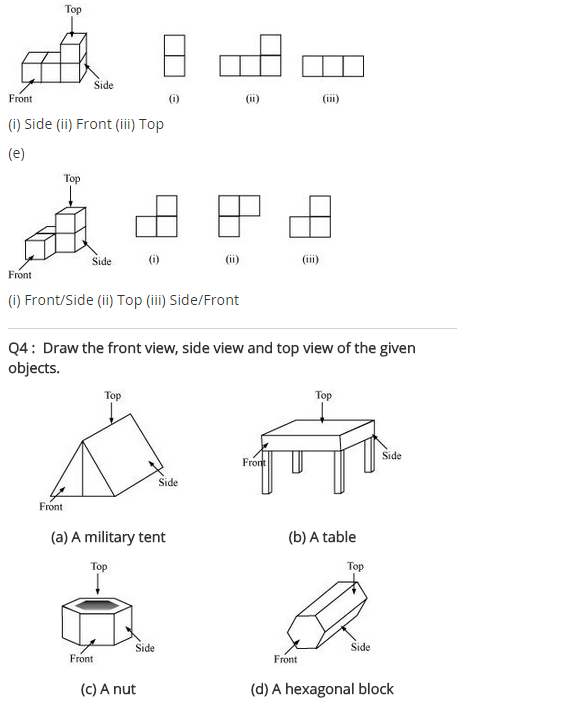 Top
Side
Front
(i) (ii) (iii)
(i) Side (ii) Front (iii) Top
(e)
Top
Side (i) (ii) (iii)
Front
(i) Front/Side (ii) Top (iii) Side/Front
Q4 : Draw the front view, side view and top view of the given
objects.
Top Top
Front Side
Side
Front
(a) A military tent (b) A table
Top Top
Side Side
Front Front
(c) A nut (d) A hexagonal block